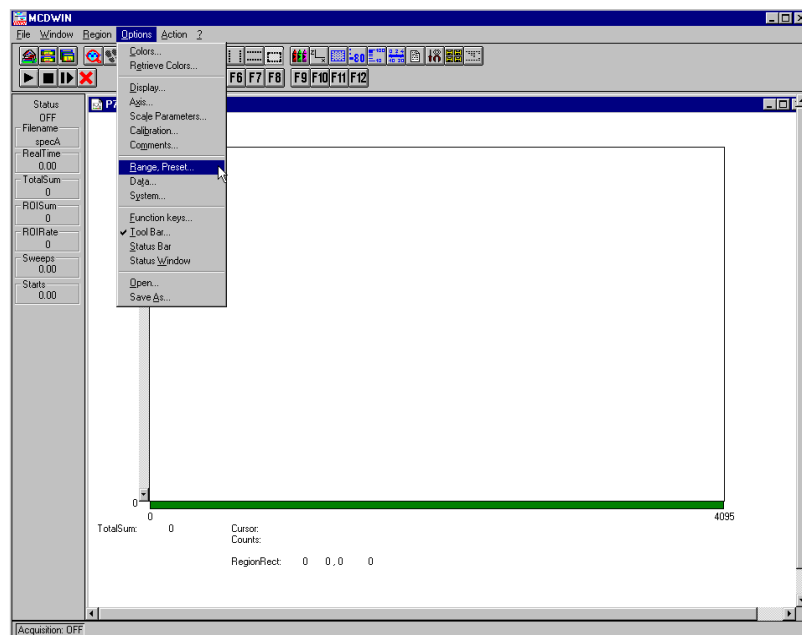 MCDWIN
File Window Region Options Action ?
F6 F7 F8 F9 F10 F11 F12
Colors...
Retrieve Colors...
Display...
Axis...
Scale Parameters...
Calibration...
Comments...
Range, Preset...
Data...
System...
Function keys...
Tool Bar...
Status Bar
Status Window
Open...
Save As...
Status
OFF
Filename
specA
RealTime
0.00
TotalSum
0
ROISum
0
ROIRate
0
Sweeps
0.00
Starts
0.00
P7
0
0 4095
TotalSum: 0 Cursor:
Counts:
RegionRect: 0 0 , 0 0
Acquisition: OFF